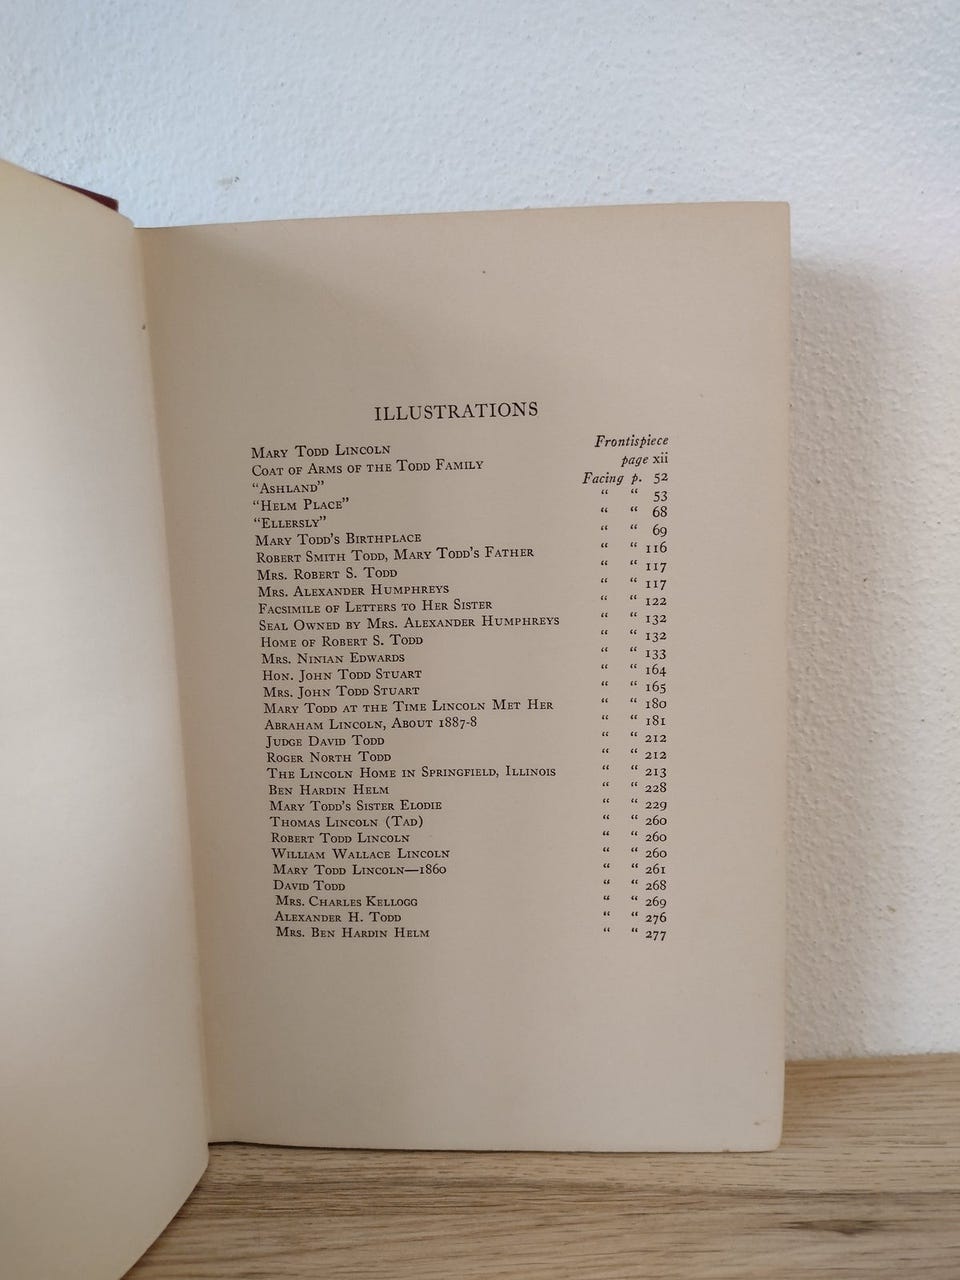 ILLUSTRATIONS
Mary Todd Lincoln Frontispiece
Coat of Arms of the Todd Family page xii
“Ashland” Facing p. 52
“Helm Place” “ “ 53
“Ellersly” “ “ 68
Mary Todd’s Birthplace “ “ 69
Robert Smith Todd, Mary Todd’s Father “ “ 116
Mrs. Robert S. Todd “ “ 117
Mrs. Alexander Humphreys “ “ 117
Facsimile of Letters to Her Sister “ “ 122
Seal Owned by Mrs. Alexander Humphreys “ “ 132
Home of Robert S. Todd “ “ 132
Mrs. Ninian Edwards “ “ 133
Hon. John Todd Stuart “ “ 164
Mrs. John Todd Stuart “ “ 165
Mary Todd at the Time Lincoln Met Her “ “ 180
Abraham Lincoln, About 1887-8 “ “ 181
Judge David Todd “ “ 212
Roger North Todd “ “ 212
The Lincoln Home in Springfield, Illinois “ “ 213
Ben Hardin Helm “ “ 228
Mary Todd’s Sister Elodie “ “ 229
Thomas Lincoln (Tad) “ “ 260
Robert Todd Lincoln “ “ 260
William Wallace Lincoln “ “ 260
Mary Todd Lincoln—1860 “ “ 261
David Todd “ “ 268
Mrs. Charles Kellogg “ “ 269
Alexander H. Todd “ “ 276
Mrs. Ben Hardin Helm “ “ 277